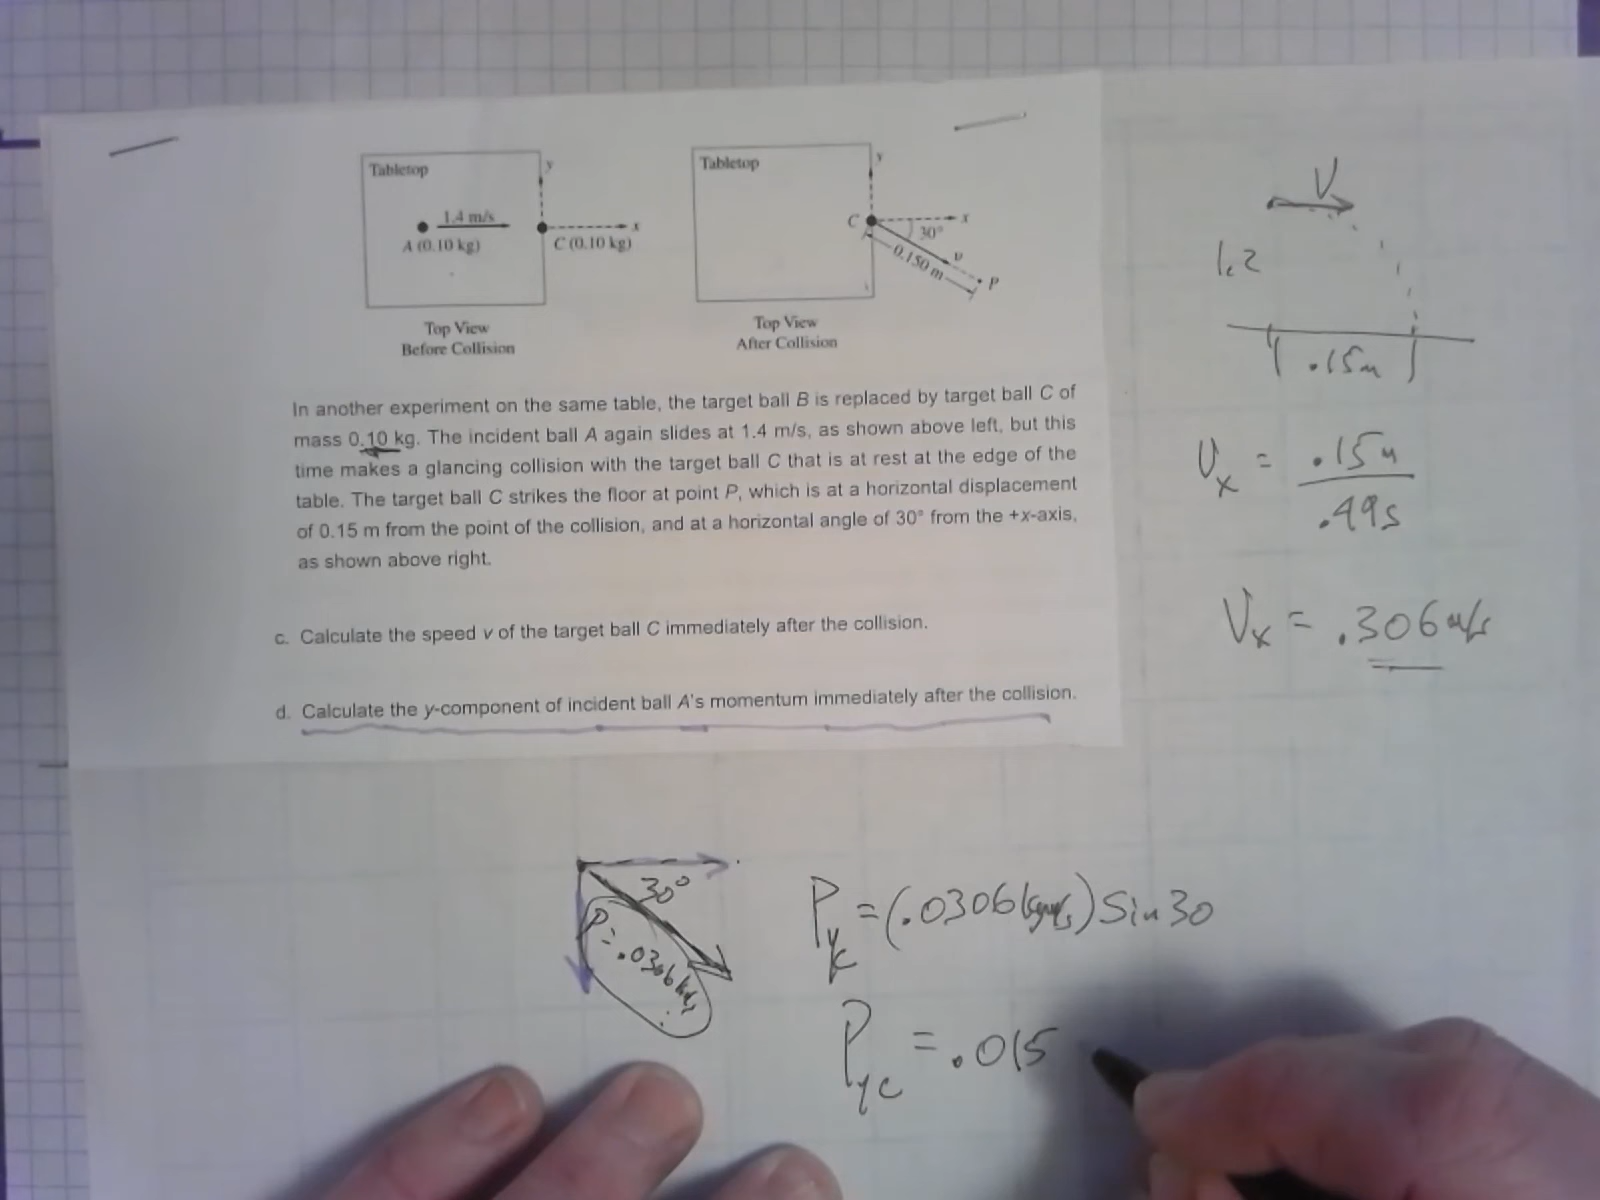 Tabletop
y
1.4 m/s
x
A (0.10 kg)
C (0.10 kg)
Top View
Before Collision
Tabletop
y
C
x
30°
v
0.150 m
P
Top View
After Collision
In another experiment on the same table, the target ball B is replaced by target ball C of
mass 0.10 kg. The incident ball A again slides at 1.4 m/s, as shown above left, but this
time makes a glancing collision with the target ball C that is at rest at the edge of the
table. The target ball C strikes the floor at point P, which is at a horizontal displacement
of 0.15 m from the point of the collision, and at a horizontal angle of 30° from the +x-axis,
as shown above right.
c. Calculate the speed v of the target ball C immediately after the collision.
d. Calculate the y-component of incident ball A's momentum immediately after the collision.
V
1.2
.15m
Vx = .15m
.49s
Vx = .306 m/s
30°
P = .0306
Pyc = (.0306 kgm/s) Sin 30
Pyc = .015